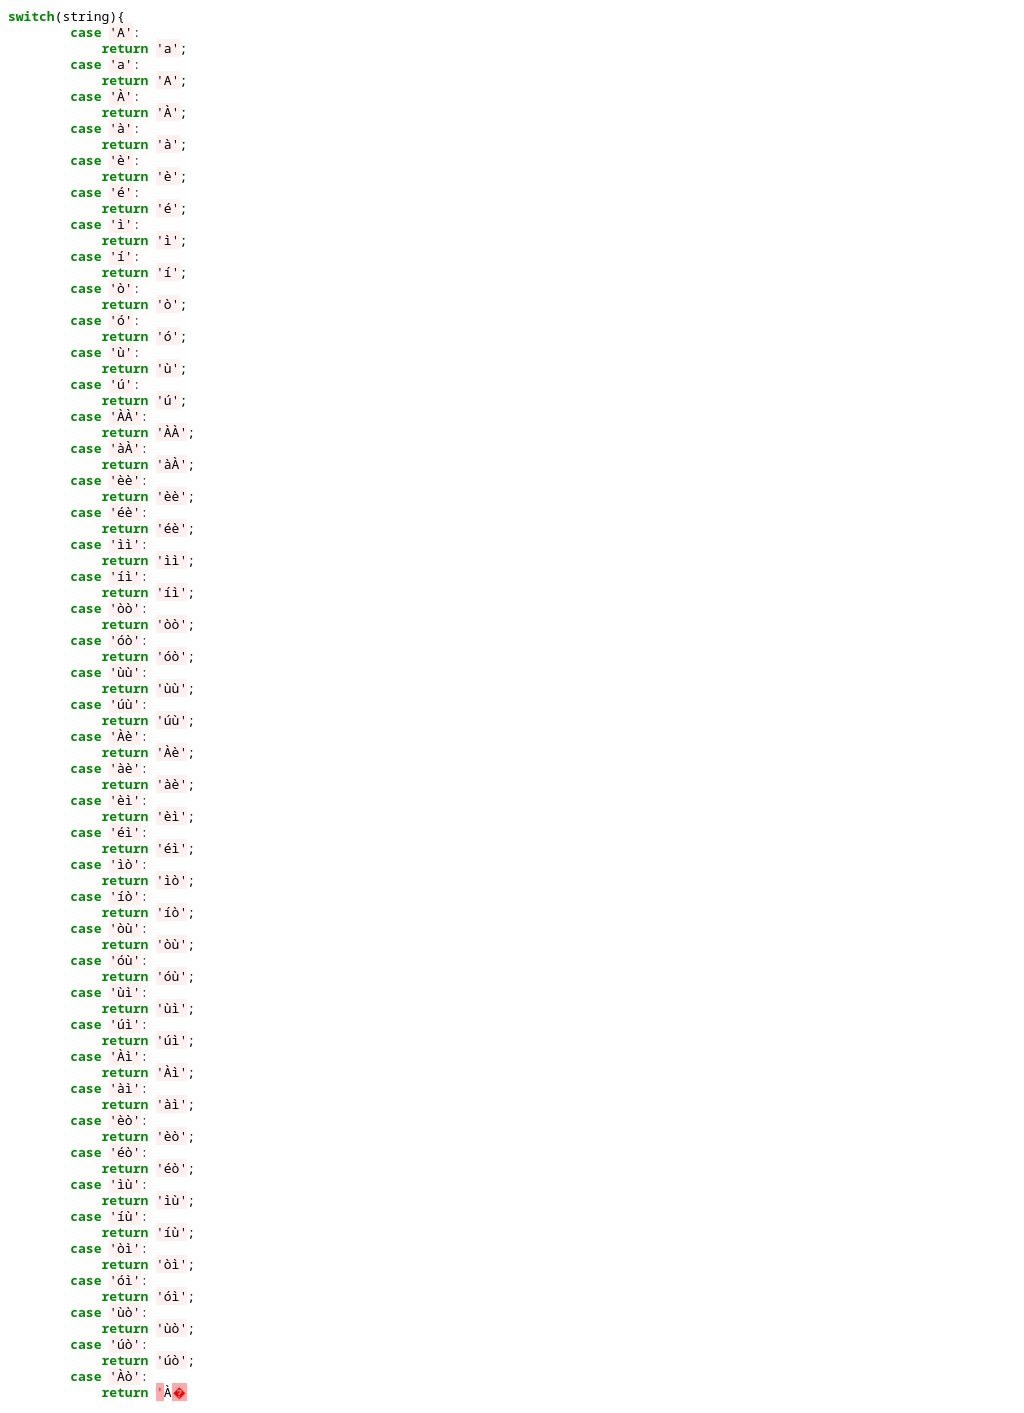 switch(string){
case 'A':
return 'a';
case 'a':
return 'A';
case 'À':
return 'À';
case 'à':
return 'à';
case 'è':
return 'è';
case 'é':
return 'é';
case 'ì':
return 'ì';
case 'í':
return 'í';
case 'ò':
return 'ò';
case 'ó':
return 'ó';
case 'ù':
return 'ù';
case 'ú':
return 'ú';
case 'ÀÀ':
return 'ÀÀ';
case 'àÀ':
return 'àÀ';
case 'èè':
return 'èè';
case 'éè':
return 'éè';
case 'ìì':
return 'ìì';
case 'íì':
return 'íì';
case 'òò':
return 'òò';
case 'óò':
return 'óò';
case 'ùù':
return 'ùù';
case 'úù':
return 'úù';
case 'Àè':
return 'Àè';
case 'àè':
return 'àè';
case 'èì':
return 'èì';
case 'éì':
return 'éì';
case 'ìò':
return 'ìò';
case 'íò':
return 'íò';
case 'òù':
return 'òù';
case 'óù':
return 'óù';
case 'ùì':
return 'ùì';
case 'úì':
return 'úì';
case 'Àì':
return 'Àì';
case 'àì':
return 'àì';
case 'èò':
return 'èò';
case 'éò':
return 'éò';
case 'ìù':
return 'ìù';
case 'íù':
return 'íù';
case 'òì':
return 'òì';
case 'óì':
return 'óì';
case 'ùò':
return 'ùò';
case 'úò':
return 'úò';
case 'Àò':
return 'À�